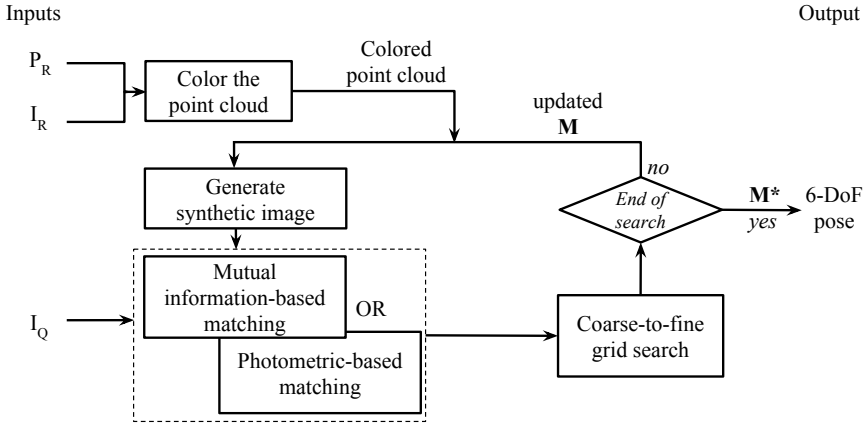 Inputs
Output
P_R
I_R
Color the
point cloud
Colored
point cloud
updated
M
Generate
synthetic image
no
End of
search
M*
yes
6-DoF
pose
I_Q
Mutual
information-based
matching
OR
Photometric-based
matching
Coarse-to-fine
grid search